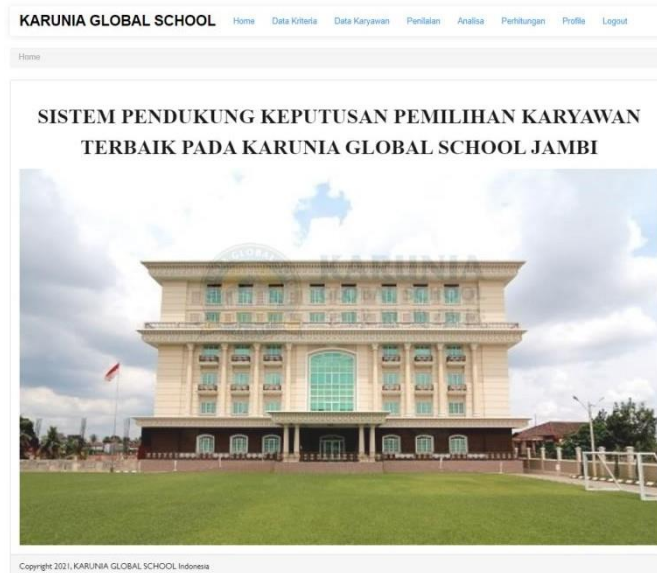 KARUNIA GLOBAL SCHOOL Home Data Kriteria Data Karyawan Penilaian Analisa Perhitungan Profile Logout
Home
SISTEM PENDUKUNG KEPUTUSAN PEMILIHAN KARYAWAN
TERBAIK PADA KARUNIA GLOBAL SCHOOL JAMBI
KARUNIA
Copyright 2021, KARUNIA GLOBAL SCHOOL Indonesia